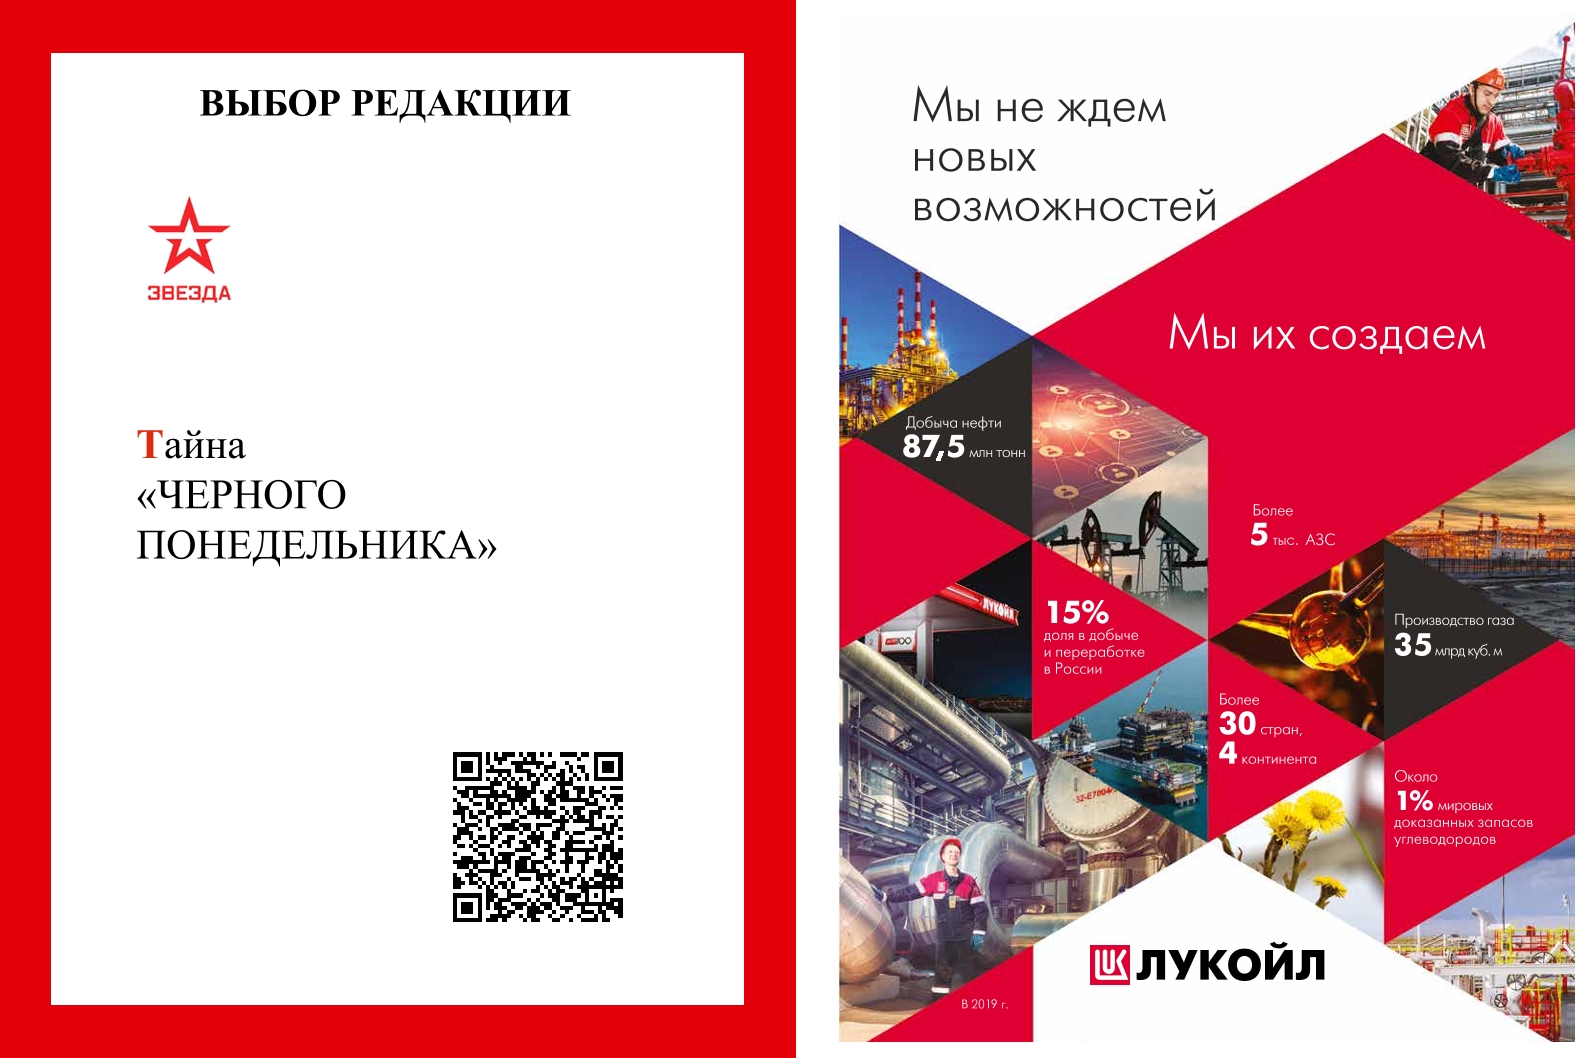 ВЫБОР РЕДАКЦИИ
ЗВЕЗДА
Тайна
«ЧЕРНОГО
ПОНЕДЕЛЬНИКА»
Мы не ждем
новых
возможностей
Мы их создаем
Добыча нефти
87,5 млн тонн
Более
5 тыс. АЗС
ЛУКОЙЛ
100
15%
доля в добыче
и переработке
в России
Производство газа
35 млрд куб. м
Более
30 стран,
4 континента
Около
1% мировых
доказанных запасов
углеводородов
ЛУКОЙЛ
В 2019 г.